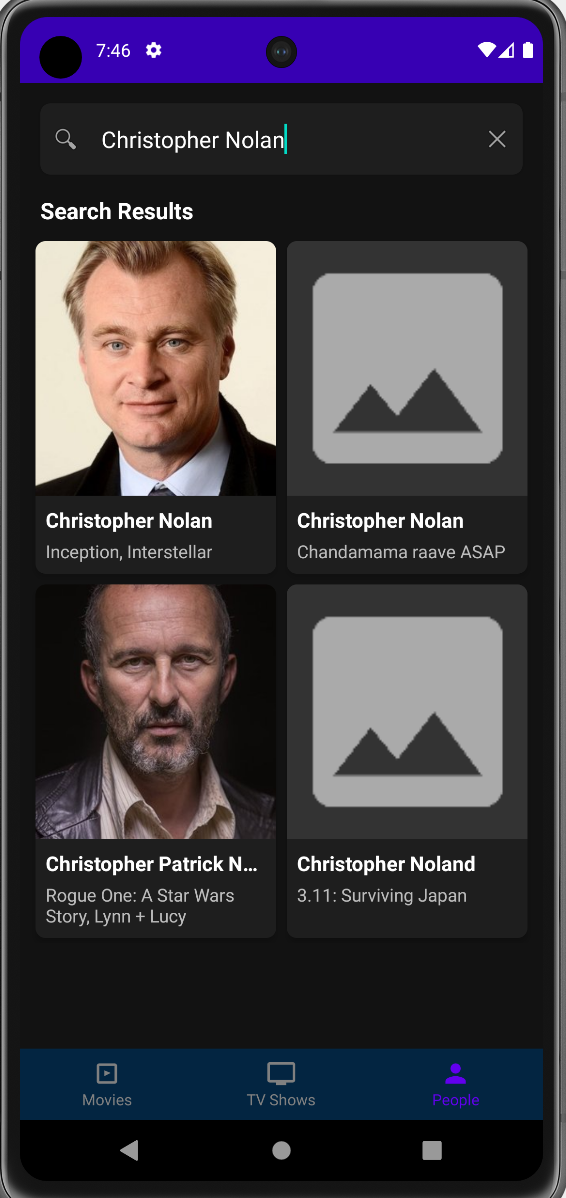 7:46
Christopher Nolan
Search Results
Christopher Nolan
Inception, Interstellar
Christopher Nolan
Chandamama raave ASAP
Christopher Patrick N...
Rogue One: A Star Wars
Story, Lynn + Lucy
Christopher Noland
3.11: Surviving Japan
Movies
TV Shows
People